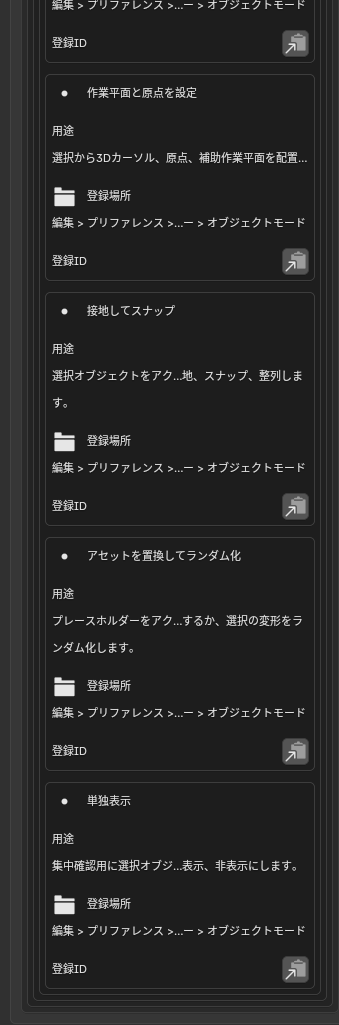 編集 > プリファレンス >...ー > オブジェクトモード
登録ID
作業平面と原点を設定
用途
選択から3Dカーソル、原点、補助作業平面を配置...
登録場所
編集 > プリファレンス >...ー > オブジェクトモード
登録ID
接地してスナップ
用途
選択オブジェクトをアク...地、スナップ、整列しま
す。
登録場所
編集 > プリファレンス >...ー > オブジェクトモード
登録ID
アセットを置換してランダム化
用途
プレースホルダーをアク...するか、選択の変形をラ
ンダム化します。
登録場所
編集 > プリファレンス >...ー > オブジェクトモード
登録ID
単独表示
用途
集中確認用に選択オブジ...表示、非表示にします。
登録場所
編集 > プリファレンス >...ー > オブジェクトモード
登録ID